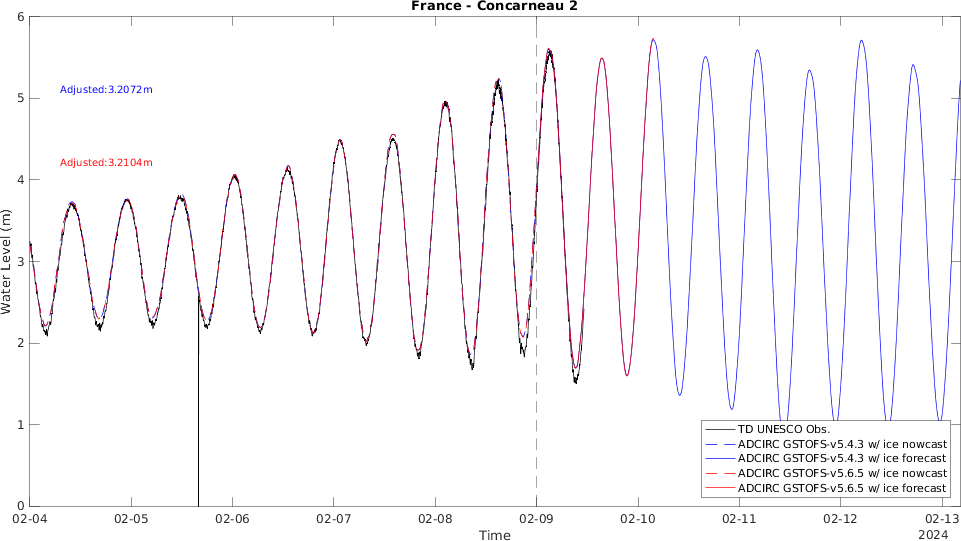 France - Concarneau 2
6
5
4
3
2
1
0
Water Level (m)
Adjusted:3.2072m
Adjusted:3.2104m
TD UNESCO Obs.
ADCIRC GSTOFS-v5.4.3 w/ ice nowcast
ADCIRC GSTOFS-v5.4.3 w/ ice forecast
ADCIRC GSTOFS-v5.6.5 w/ ice nowcast
ADCIRC GSTOFS-v5.6.5 w/ ice forecast
02-04 02-05 02-06 02-07 02-08 02-09 02-10 02-11 02-12 02-13
Time
2024